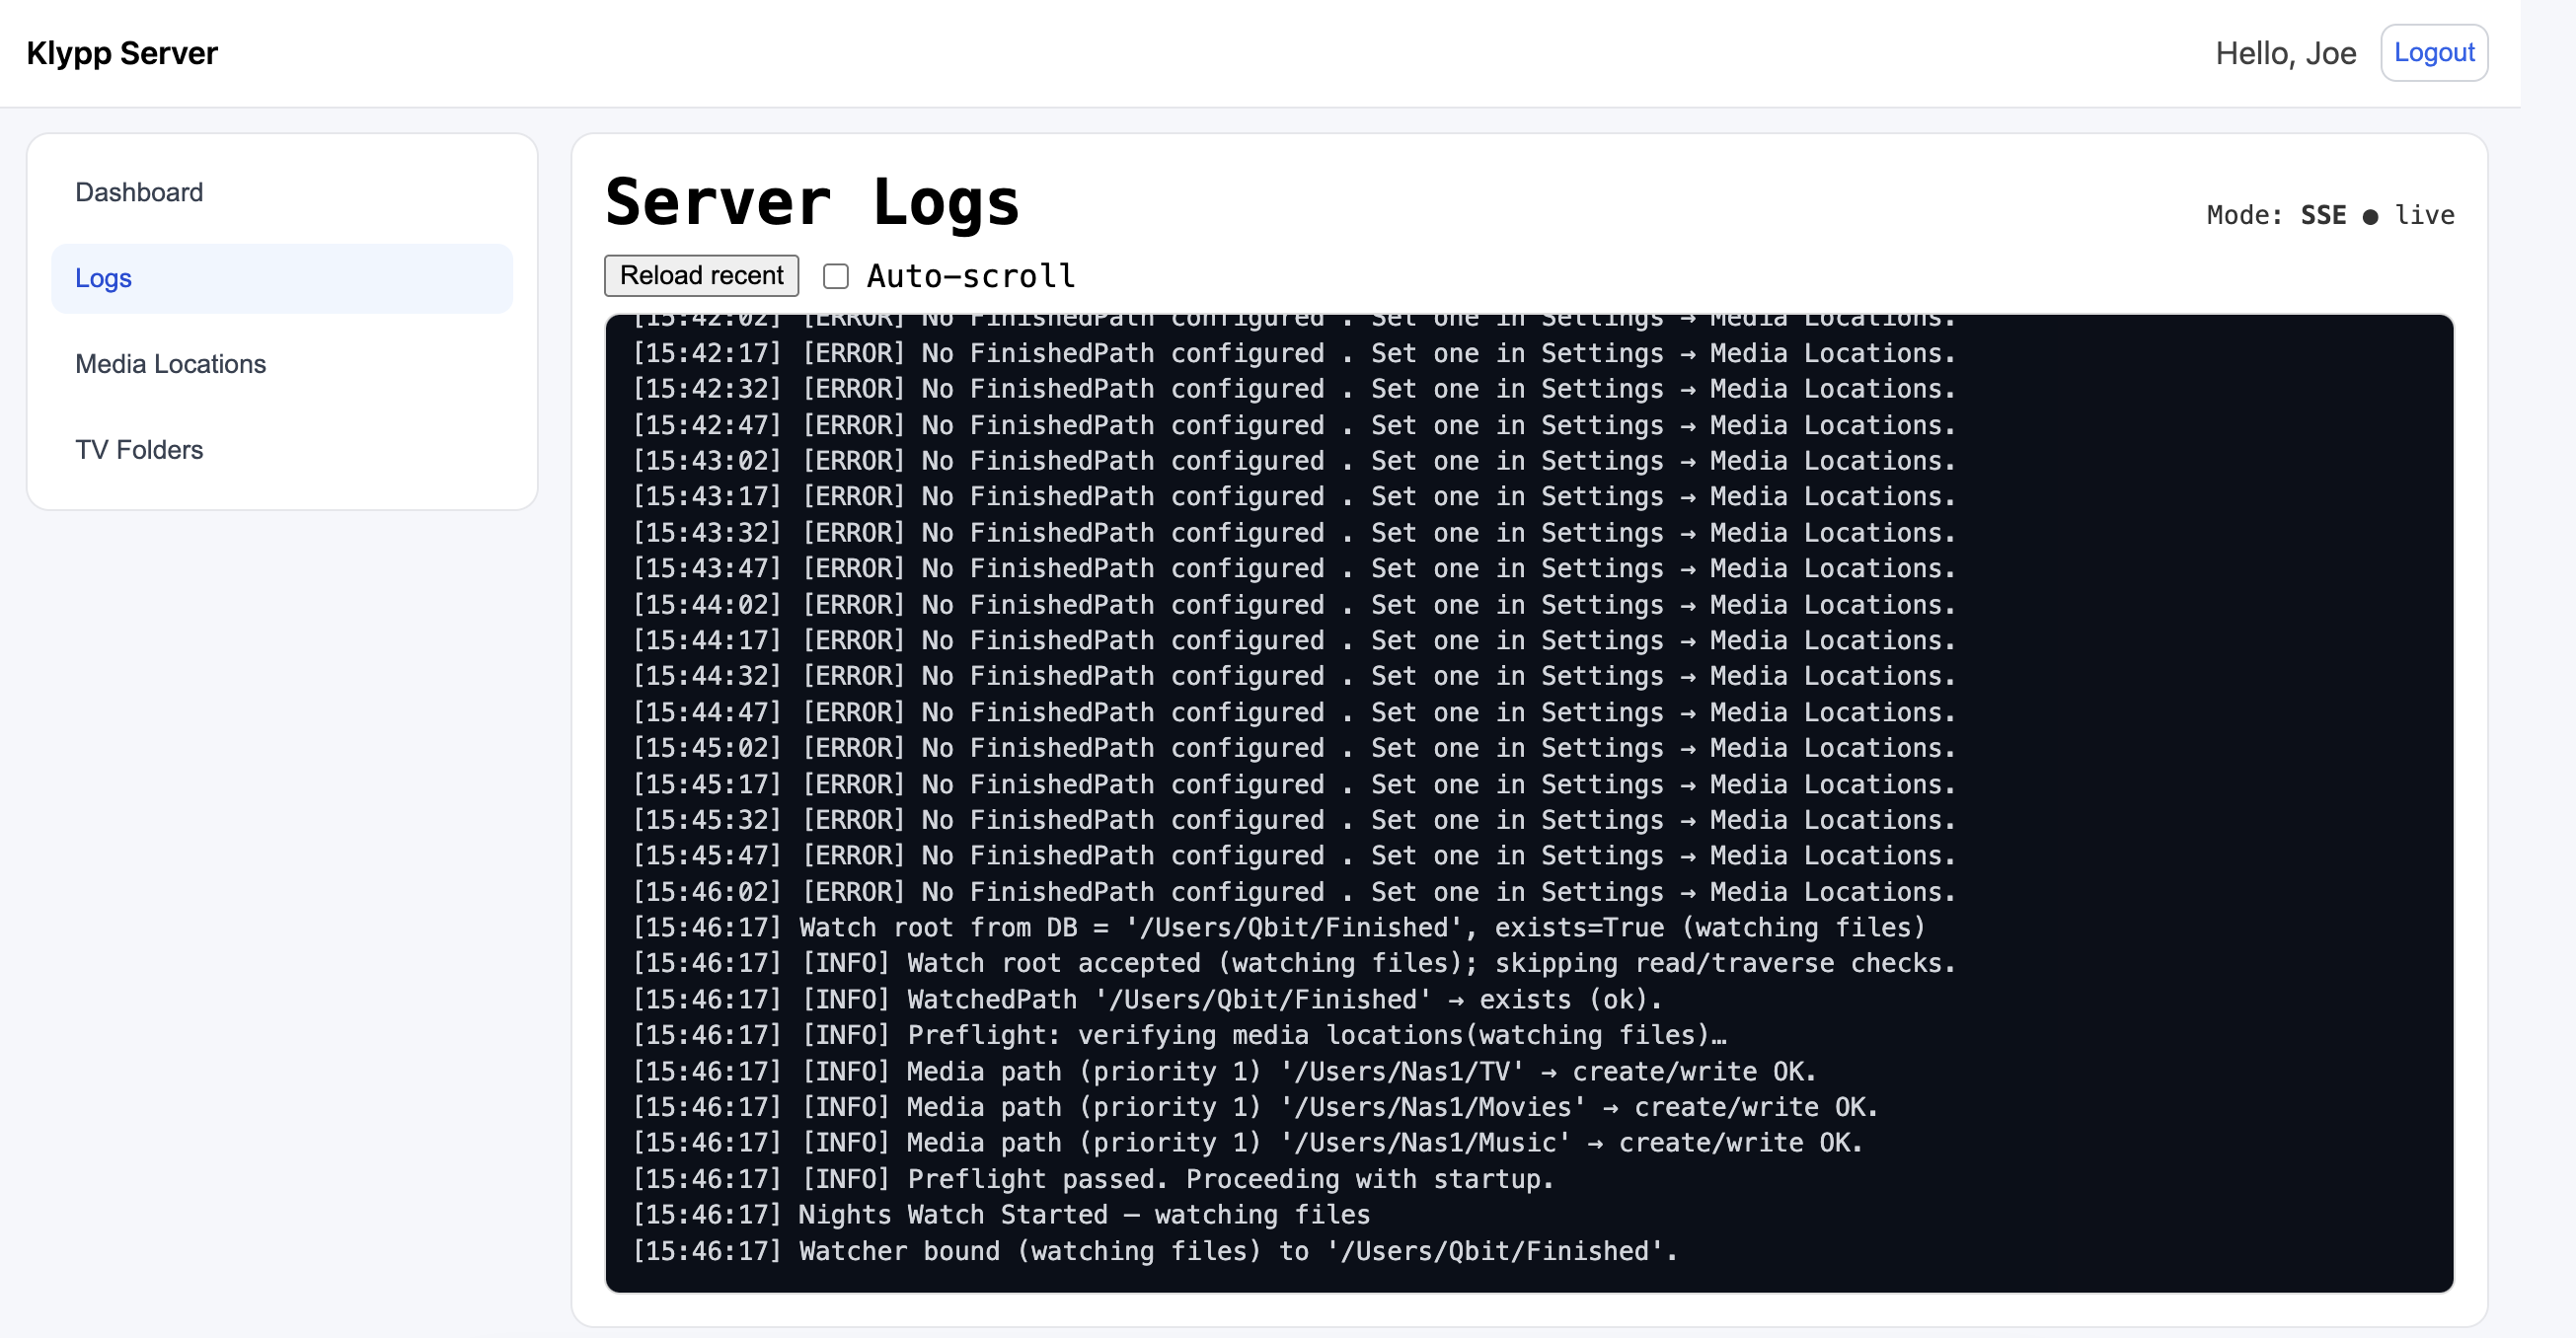 Klypp Server
Hello, Joe
Logout
Dashboard
Logs
Media Locations
TV Folders
Server Logs
Mode: SSE ● live
Reload recent
Auto-scroll
[15:42:02] [ERROR] No FinishedPath configured . Set one in Settings → Media Locations.
[15:42:17] [ERROR] No FinishedPath configured . Set one in Settings → Media Locations.
[15:42:32] [ERROR] No FinishedPath configured . Set one in Settings → Media Locations.
[15:42:47] [ERROR] No FinishedPath configured . Set one in Settings → Media Locations.
[15:43:02] [ERROR] No FinishedPath configured . Set one in Settings → Media Locations.
[15:43:17] [ERROR] No FinishedPath configured . Set one in Settings → Media Locations.
[15:43:32] [ERROR] No FinishedPath configured . Set one in Settings → Media Locations.
[15:43:47] [ERROR] No FinishedPath configured . Set one in Settings → Media Locations.
[15:44:02] [ERROR] No FinishedPath configured . Set one in Settings → Media Locations.
[15:44:17] [ERROR] No FinishedPath configured . Set one in Settings → Media Locations.
[15:44:32] [ERROR] No FinishedPath configured . Set one in Settings → Media Locations.
[15:44:47] [ERROR] No FinishedPath configured . Set one in Settings → Media Locations.
[15:45:02] [ERROR] No FinishedPath configured . Set one in Settings → Media Locations.
[15:45:17] [ERROR] No FinishedPath configured . Set one in Settings → Media Locations.
[15:45:32] [ERROR] No FinishedPath configured . Set one in Settings → Media Locations.
[15:45:47] [ERROR] No FinishedPath configured . Set one in Settings → Media Locations.
[15:46:02] [ERROR] No FinishedPath configured . Set one in Settings → Media Locations.
[15:46:17] Watch root from DB = '/Users/Qbit/Finished', exists=True (watching files)
[15:46:17] [INFO] Watch root accepted (watching files); skipping read/traverse checks.
[15:46:17] [INFO] WatchedPath '/Users/Qbit/Finished' → exists (ok).
[15:46:17] [INFO] Preflight: verifying media locations(watching files)…
[15:46:17] [INFO] Media path (priority 1) '/Users/Nas1/TV' → create/write OK.
[15:46:17] [INFO] Media path (priority 1) '/Users/Nas1/Movies' → create/write OK.
[15:46:17] [INFO] Media path (priority 1) '/Users/Nas1/Music' → create/write OK.
[15:46:17] [INFO] Preflight passed. Proceeding with startup.
[15:46:17] Nights Watch Started — watching files
[15:46:17] Watcher bound (watching files) to '/Users/Qbit/Finished'.